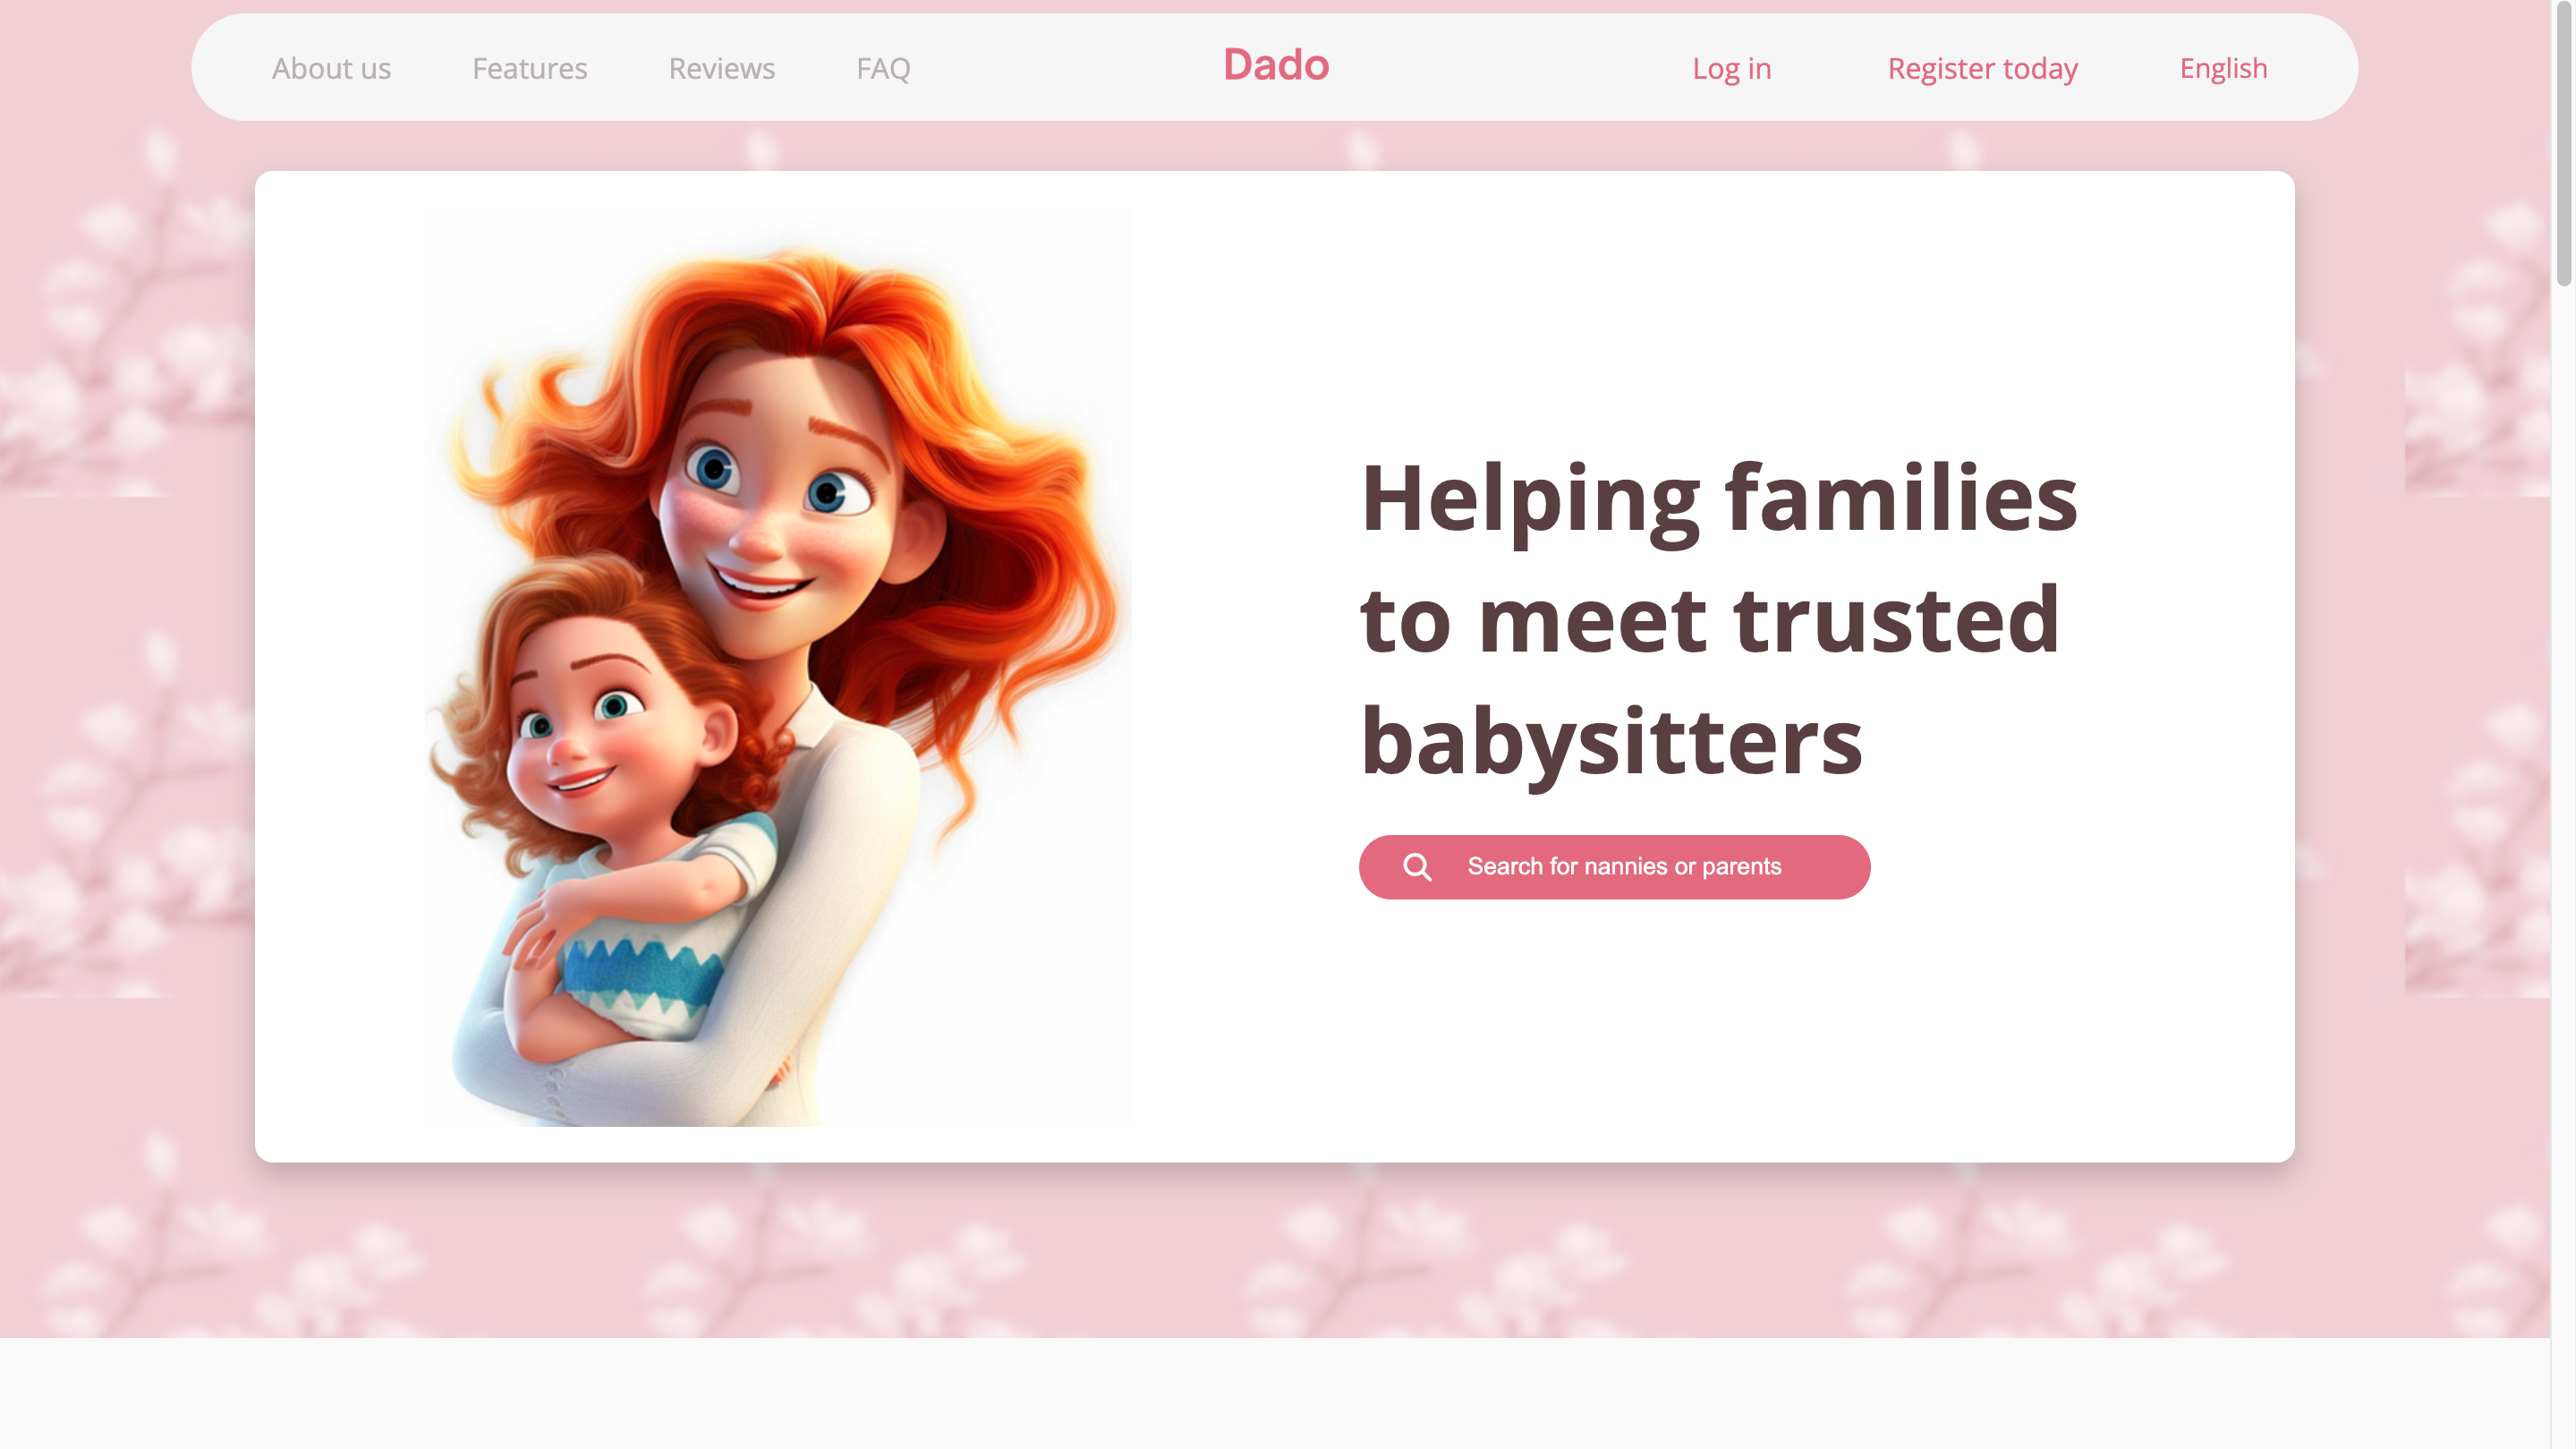 About us
Features
Reviews
FAQ
Dado
Log in
Register today
English
Helping families
to meet trusted
babysitters
Search for nannies or parents